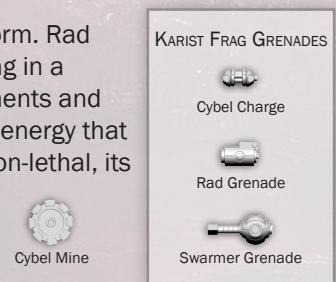 orm. Rad
ng in a
nents and
energy that
on-lethal, its
Cybel Mine
Karist Frag Grenades
Cybel Charge
Rad Grenade
Swarmer Grenade